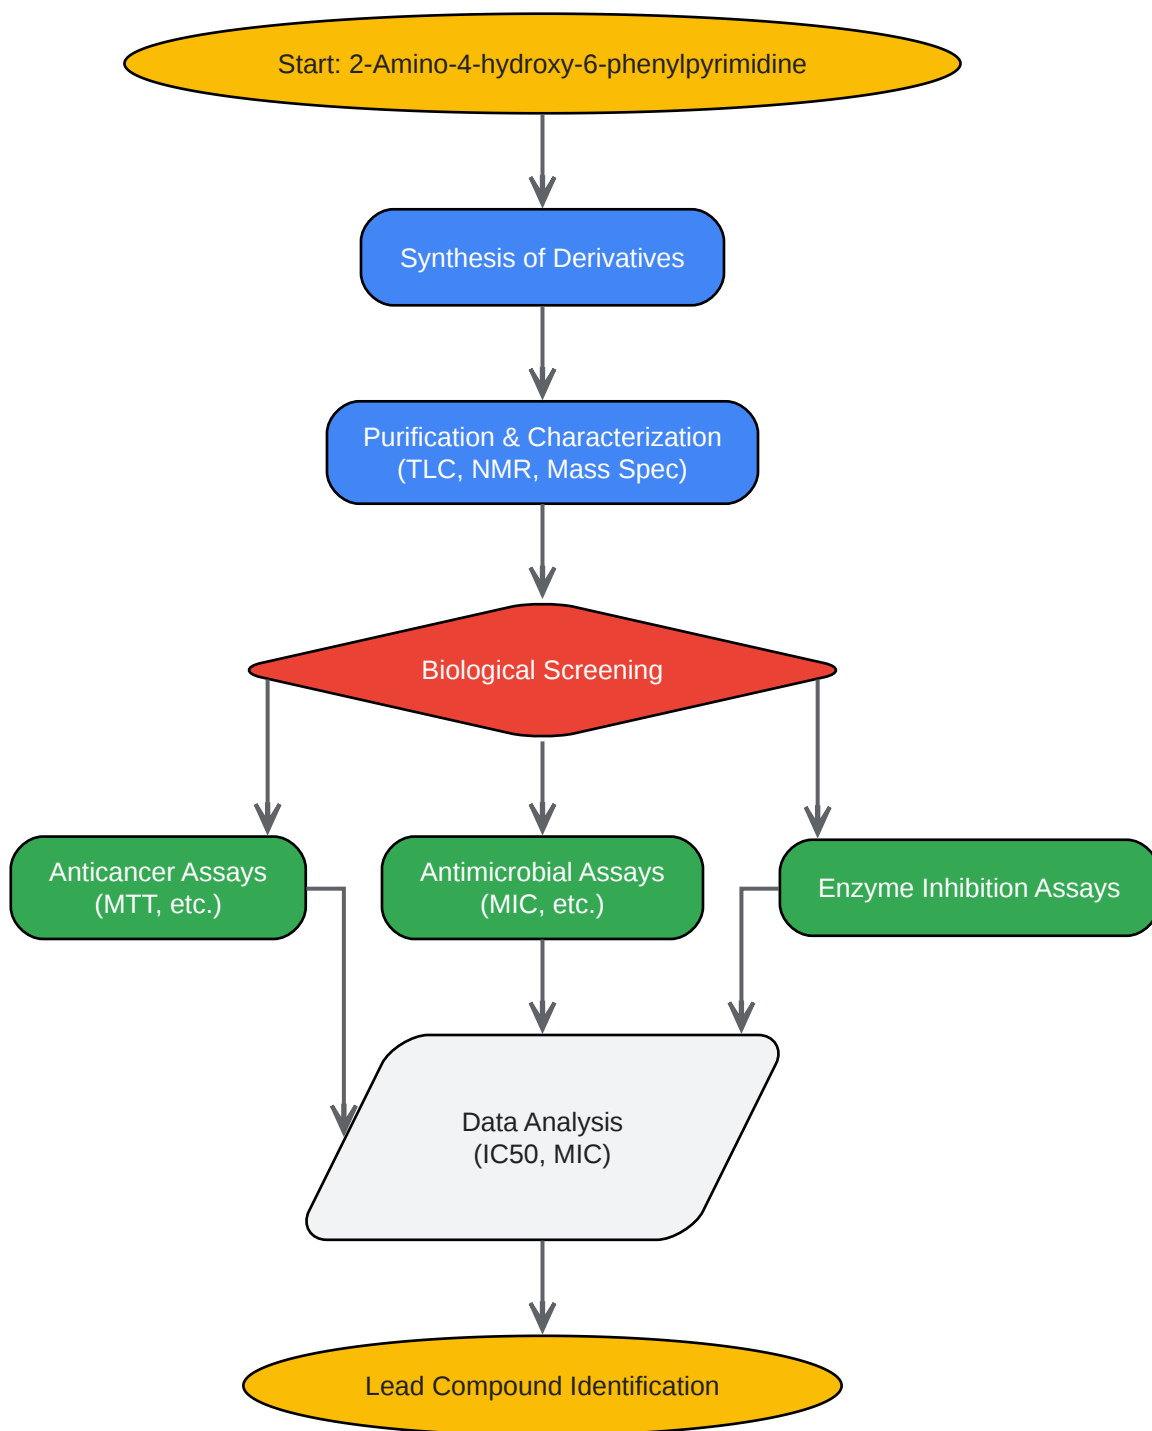 Start: 2-Amino-4-hydroxy-6-phenylpyrimidine
Synthesis of Derivatives
Purification & Characterization
(TLC, NMR, Mass Spec)
Biological Screening
Anticancer Assays
(MTT, etc.)
Antimicrobial Assays
(MIC, etc.)
Enzyme Inhibition Assays
Data Analysis
(IC50, MIC)
Lead Compound Identification